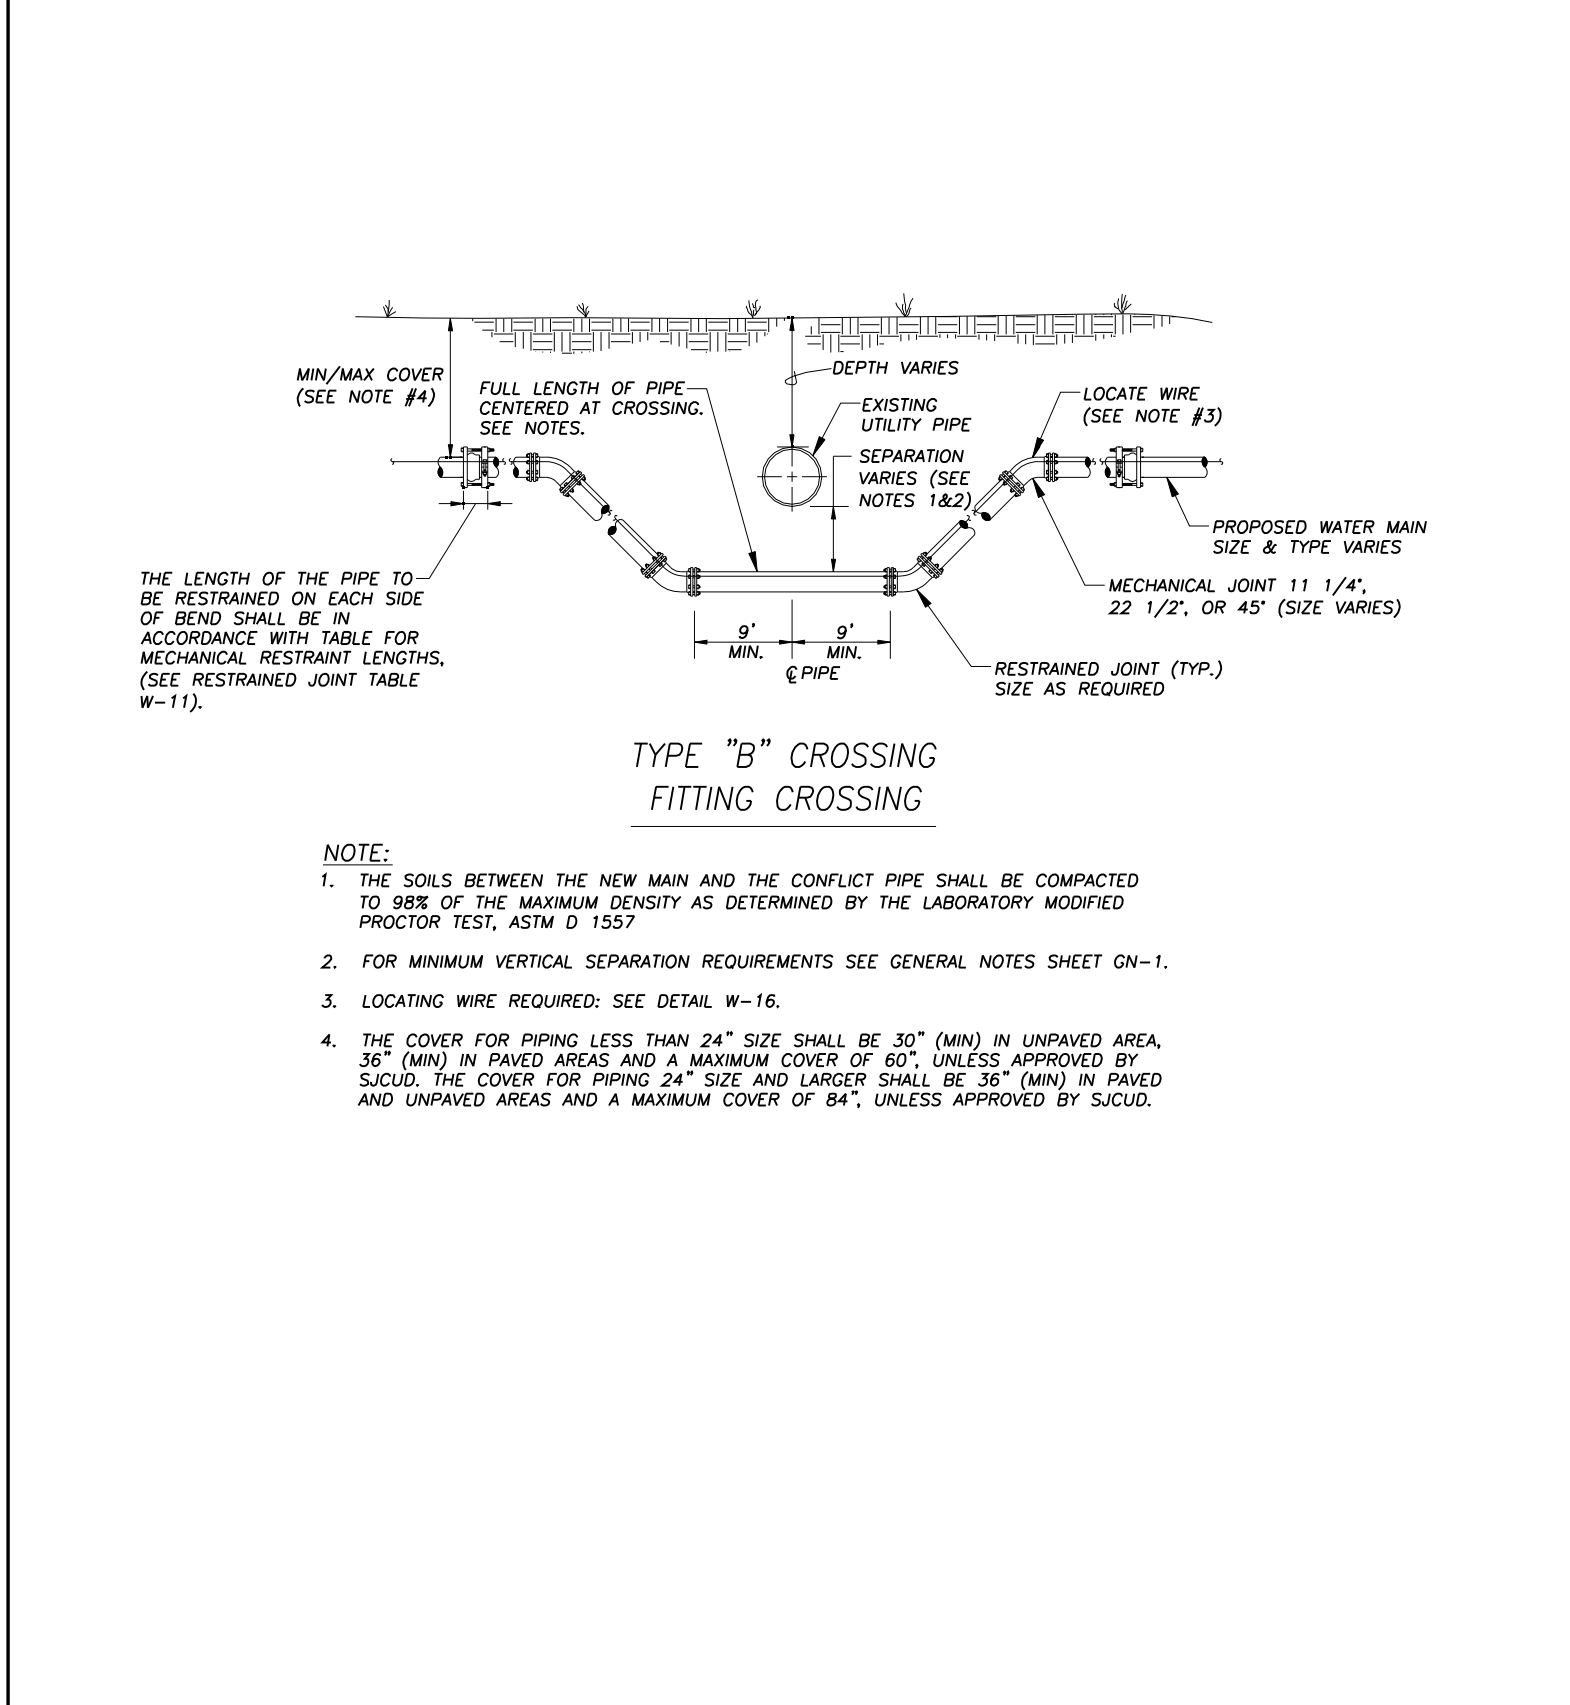 MIN/MAX COVER
(SEE NOTE #4)
FULL LENGTH OF PIPE
CENTERED AT CROSSING.
SEE NOTES.
DEPTH VARIES
EXISTING
UTILITY PIPE
SEPARATION
VARIES (SEE
NOTES 1&2)
LOCATE WIRE
(SEE NOTE #3)
PROPOSED WATER MAIN
SIZE & TYPE VARIES
MECHANICAL JOINT 11 1/4°,
22 1/2°, OR 45° (SIZE VARIES)
RESTRAINED JOINT (TYP.)
SIZE AS REQUIRED
THE LENGTH OF THE PIPE TO
BE RESTRAINED ON EACH SIDE
OF BEND SHALL BE IN
ACCORDANCE WITH TABLE FOR
MECHANICAL RESTRAINT LENGTHS,
(SEE RESTRAINED JOINT TABLE
W-11).
9'
MIN.
9'
MIN.
℄ PIPE
TYPE "B" CROSSING
FITTING CROSSING
NOTE:
1. THE SOILS BETWEEN THE NEW MAIN AND THE CONFLICT PIPE SHALL BE COMPACTED
TO 98% OF THE MAXIMUM DENSITY AS DETERMINED BY THE LABORATORY MODIFIED
PROCTOR TEST, ASTM D 1557
2. FOR MINIMUM VERTICAL SEPARATION REQUIREMENTS SEE GENERAL NOTES SHEET GN-1.
3. LOCATING WIRE REQUIRED: SEE DETAIL W-16.
4. THE COVER FOR PIPING LESS THAN 24" SIZE SHALL BE 30" (MIN) IN UNPAVED AREA,
36" (MIN) IN PAVED AREAS AND A MAXIMUM COVER OF 60", UNLESS APPROVED BY
SJCUD. THE COVER FOR PIPING 24" SIZE AND LARGER SHALL BE 36" (MIN) IN PAVED
AND UNPAVED AREAS AND A MAXIMUM COVER OF 84", UNLESS APPROVED BY SJCUD.